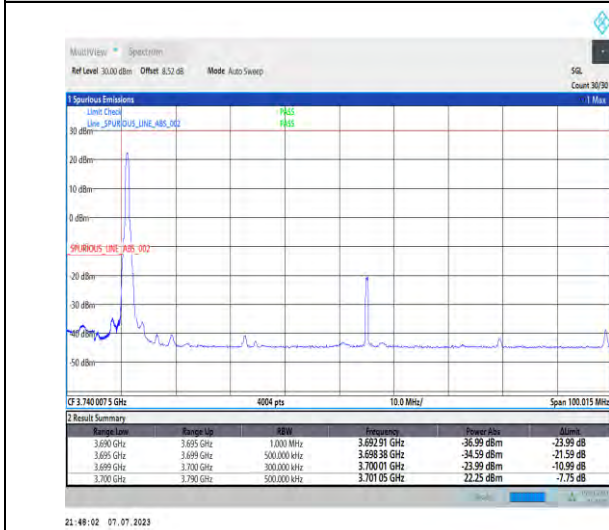 MultiView Spectrum
Ref Level 30.00 dBm Offset 8.52 dB Mode Auto Sweep SGL
Count 30/30
1 Spurious Emissions 1 Max
Limit Check PASS
Line _SPURIOUS_LINE_ABS_002 PASS
30 dBm
20 dBm
10 dBm
0 dBm
_SPURIOUS_LINE_ABS_002
-20 dBm
-30 dBm
-40 dBm
-50 dBm
CF 3.740 007 5 GHz 4004 pts 10.0 MHz/ Span 100.015 MHz
2 Result Summary
Range Low Range Up RBW Frequency Power Abs ΔLimit
3.690 GHz 3.695 GHz 1.000 MHz 3.692 91 GHz -36.99 dBm -23.99 dB
3.695 GHz 3.699 GHz 500.000 kHz 3.698 38 GHz -34.59 dBm -21.59 dB
3.699 GHz 3.700 GHz 300.000 kHz 3.700 01 GHz -23.99 dBm -10.99 dB
3.700 GHz 3.790 GHz 500.000 kHz 3.701 05 GHz 22.25 dBm -7.75 dB
21:48:02 07.07.2023